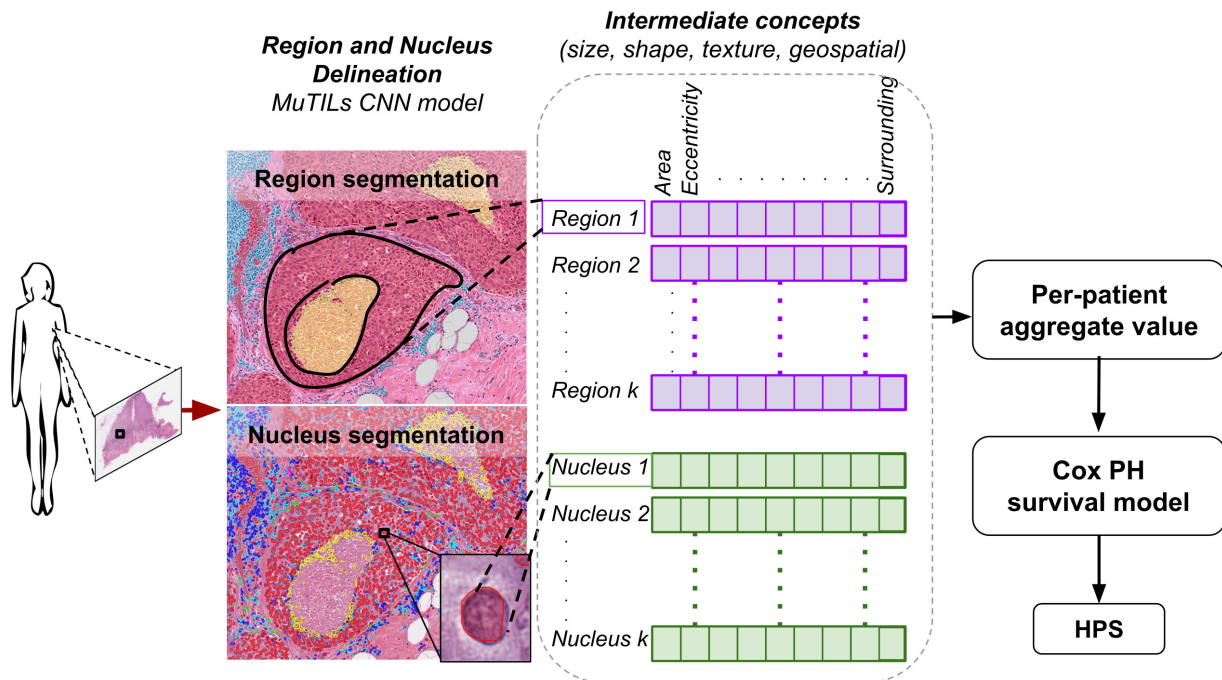 Region and Nucleus
Delineation
MuTILs CNN model
Intermediate concepts
(size, shape, texture, geospatial)
Area
Eccentricity
. . . . . . . .
Surrounding
Region segmentation
Region 1
Region 2
Region k
Nucleus segmentation
Nucleus 1
Nucleus 2
Nucleus k
Per-patient
aggregate value
Cox PH
survival model
HPS